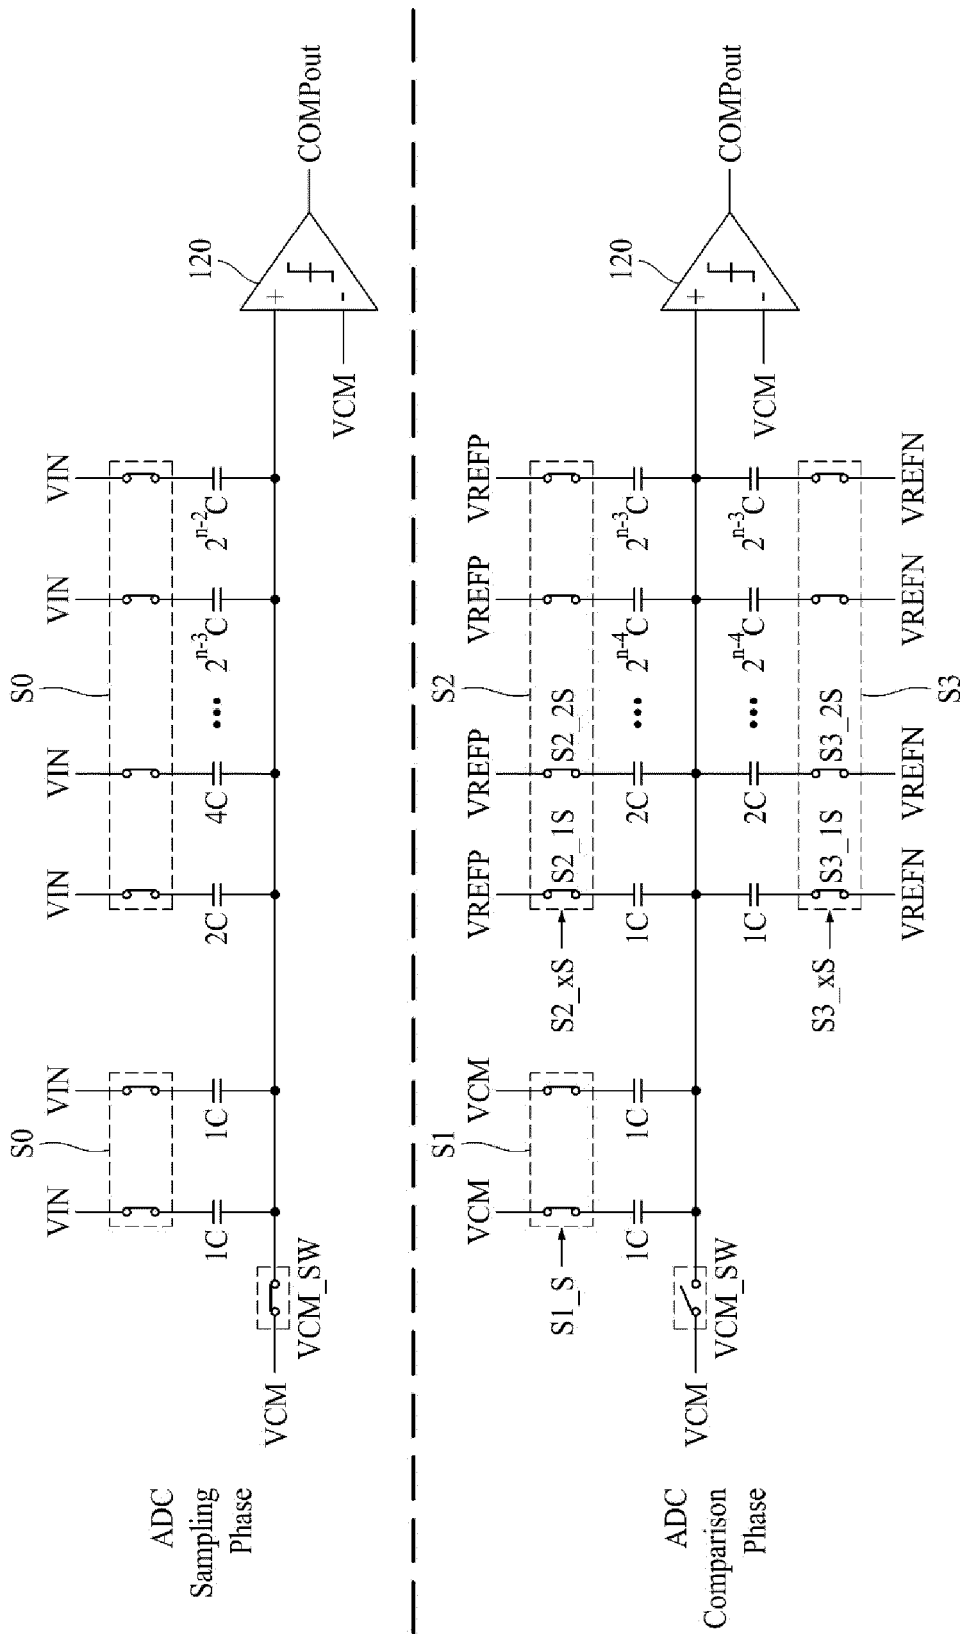 ADC
Sampling
Phase
S0
S0
VIN
VIN
VIN
VIN
VIN
VIN
1C
1C
2C
4C
•••
2^{n-3}C
2^{n-2}C
VCM
VCM_SW
120
+
-
VCM
COMPout
ADC
Comparison
Phase
S1
S2
VCM
VCM
VREFP
VREFP
VREFP
VREFP
S1_S
S2_xS
S2_1S
S2_2S
1C
1C
1C
2C
•••
2^{n-4}C
2^{n-3}C
VCM
VCM_SW
120
+
-
VCM
COMPout
1C
2C
•••
2^{n-4}C
2^{n-3}C
S3_xS
S3_1S
S3_2S
VREFN
VREFN
VREFN
VREFN
S3